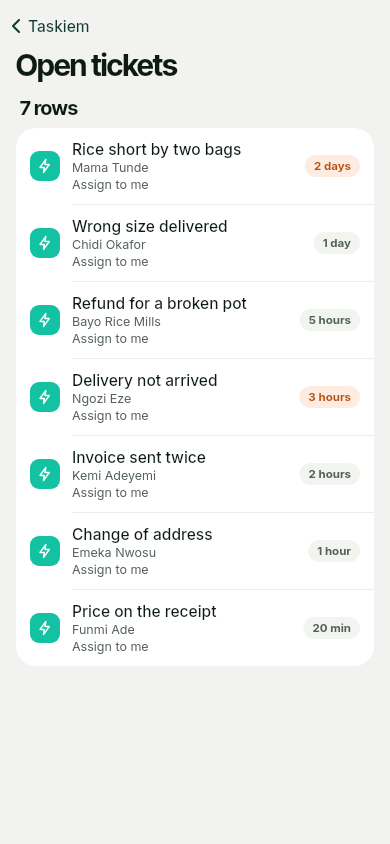 Taskiem
Open tickets
7 rows
Rice short by two bags
Mama Tunde
Assign to me
2 days
Wrong size delivered
Chidi Okafor
Assign to me
1 day
Refund for a broken pot
Bayo Rice Mills
Assign to me
5 hours
Delivery not arrived
Ngozi Eze
Assign to me
3 hours
Invoice sent twice
Kemi Adeyemi
Assign to me
2 hours
Change of address
Emeka Nwosu
Assign to me
1 hour
Price on the receipt
Funmi Ade
Assign to me
20 min